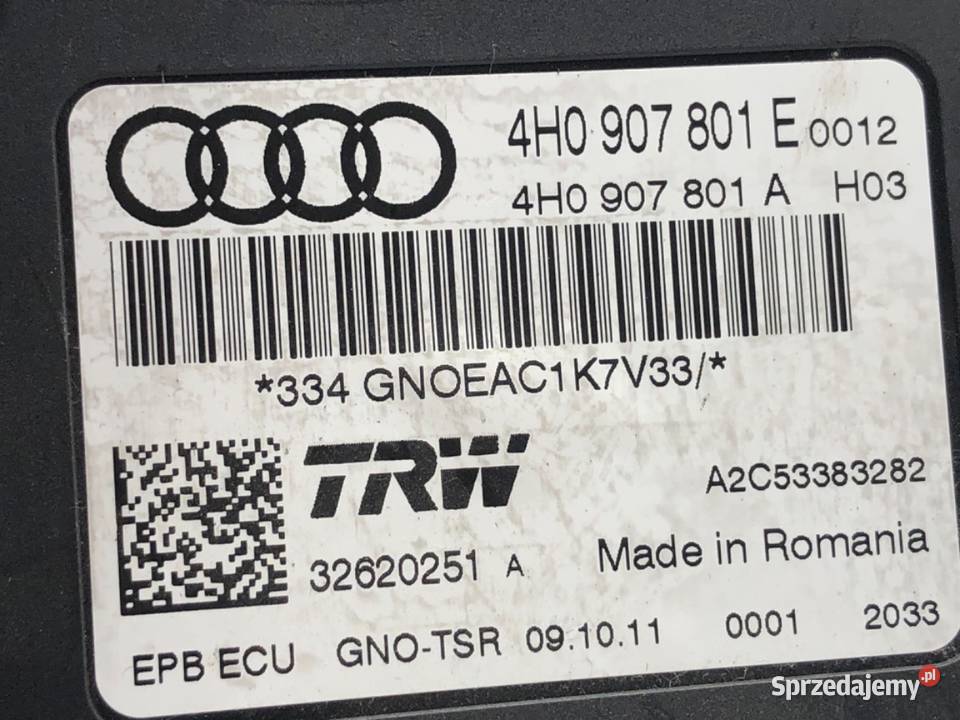 4H0 907 801 E 0012
4H0 907 801 A H03
*334 GNOEAC1K7V33/*
TRW
A2C53383282
32620251 A
Made in Romania
EPB ECU GNO-TSR 09.10.11 0001 2033
Sprzedajemy.pl